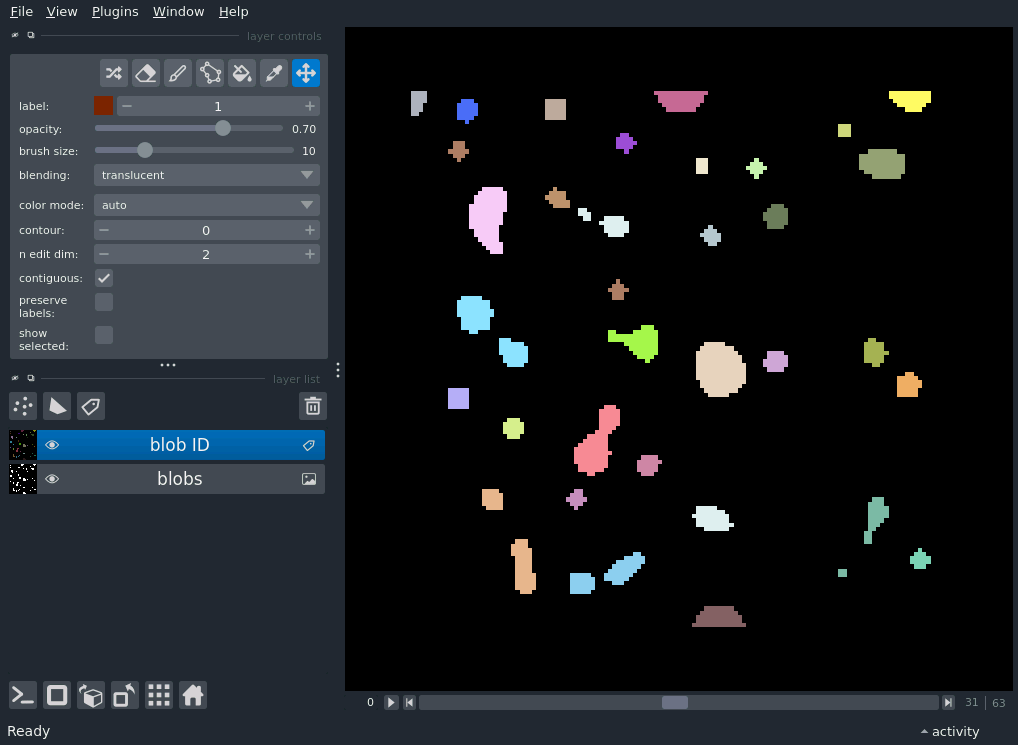 File View Plugins Window Help
layer controls
label: 1
opacity: 0.70
brush size: 10
blending: translucent
color mode: auto
contour: 0
n edit dim: 2
contiguous:
preserve
labels:
show
selected:
layer list
blob ID
blobs
0 31 | 63
Ready activity